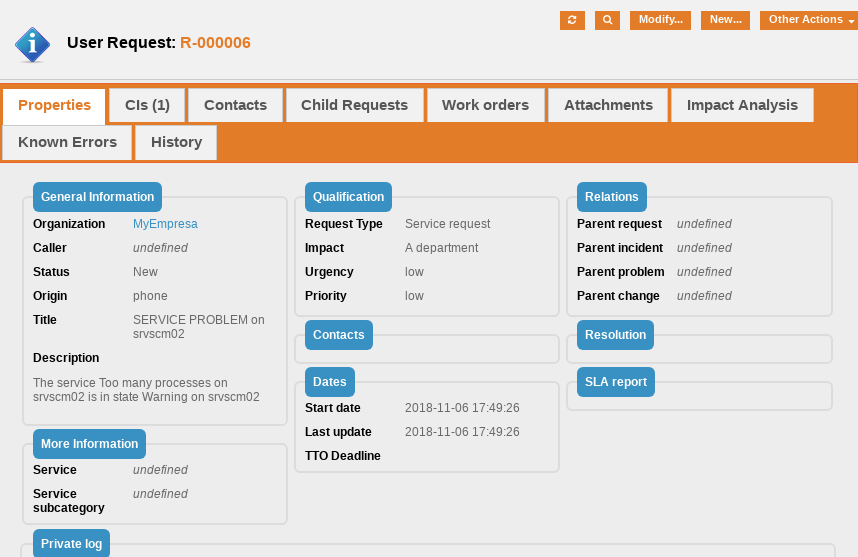 Modify...
New...
Other Actions
User Request: R-000006
Properties
CIs (1)
Contacts
Child Requests
Work orders
Attachments
Impact Analysis
Known Errors
History
General Information
Organization MyEmpresa
Caller undefined
Status New
Origin phone
Title SERVICE PROBLEM on
srvscm02
Description
The service Too many processes on
srvscm02 is in state Warning on srvscm02
More Information
Service undefined
Service undefined
subcategory
Qualification
Request Type Service request
Impact A department
Urgency low
Priority low
Contacts
Dates
Start date 2018-11-06 17:49:26
Last update 2018-11-06 17:49:26
TTO Deadline
Relations
Parent request undefined
Parent incident undefined
Parent problem undefined
Parent change undefined
Resolution
SLA report
Private log